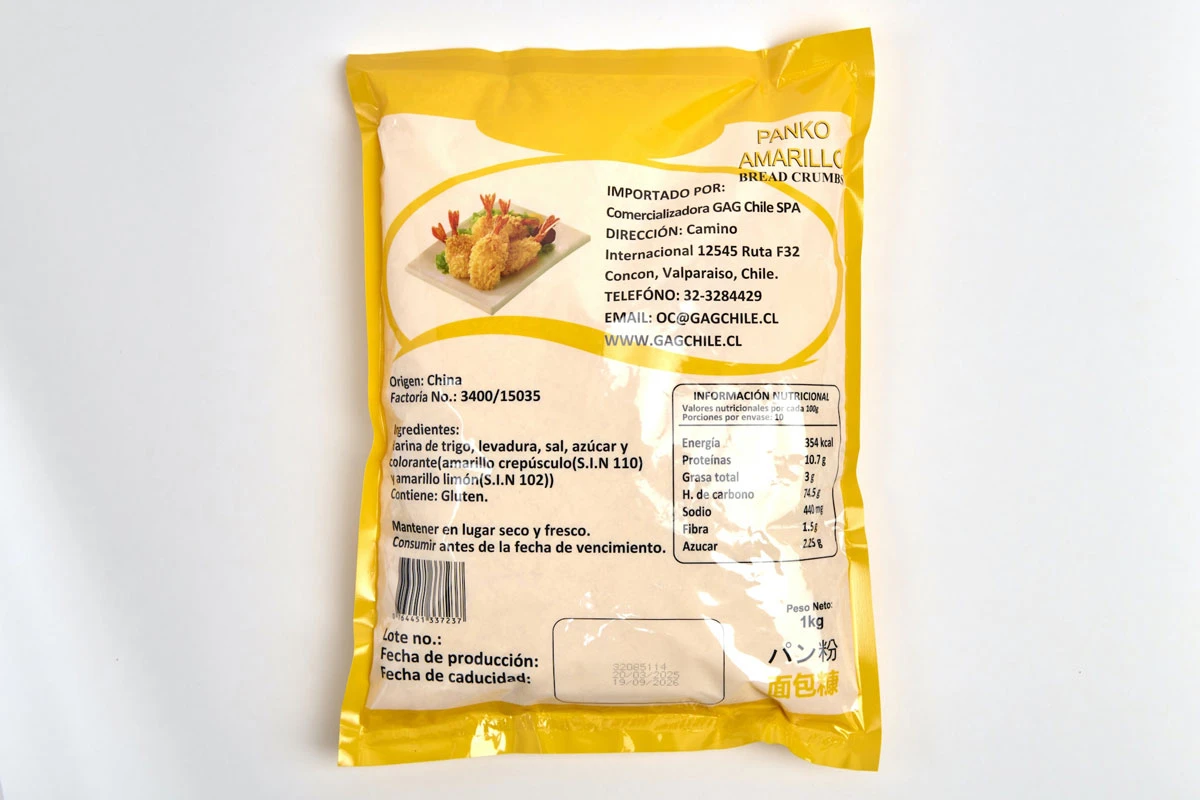 PANKO
AMARILLO
BREAD CRUMBS
IMPORTADO POR:
Comercializadora GAG Chile SPA
DIRECCIÓN: Camino
Internacional 12545 Ruta F32
Concon, Valparaiso, Chile.
TELEFÓNO: 32-3284429
EMAIL: OC@GAGCHILE.CL
WWW.GAGCHILE.CL
Origen: China
Factoria No.: 3400/15035
Ingredientes:
Harina de trigo, levadura, sal, azúcar y
colorante(amarillo crepúsculo(S.I.N 110)
y amarillo limón(S.I.N 102))
Contiene: Gluten.
Mantener en lugar seco y fresco.
Consumir antes de la fecha de vencimiento.
INFORMACIÓN NUTRICIONAL
Valores nutricionales por cada 100g
Porciones por envase: 10
Energía 354 kcal
Proteínas 10.7 g
Grasa total 3 g
H. de carbono 74.5 g
Sodio 440 mg
Fibra 1.5 g
Azucar 2.25 g
64451 337237
Lote no.:
Fecha de producción:
Fecha de caducidad:
22085114
20/03/2025
19/09/2026
Peso Neto:
1kg
パン粉
面包糠